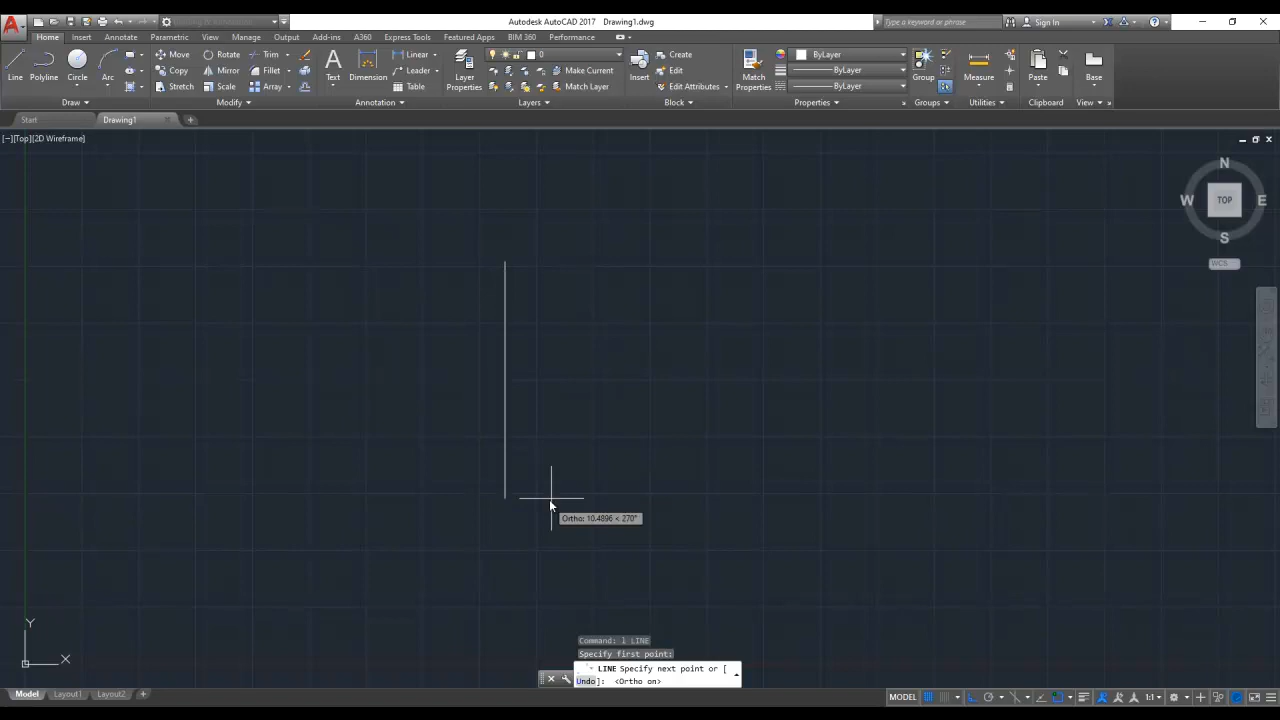 Autodesk AutoCAD 2017 Drawing1.dwg
Type a keyword or phrase
Sign In
Home Insert Annotate Parametric View Manage Output Add-ins A360 Express Tools Featured Apps BIM 360 Performance
Line Polyline Circle Arc
Move Rotate Trim
Copy Mirror Fillet
Stretch Scale Array
Text Dimension
Linear
Leader
Table
Layer Properties
0
Make Current
Match Layer
Insert
Create
Edit
Edit Attributes
Match Properties
ByLayer
ByLayer
ByLayer
Group Measure Paste Base
Draw Modify Annotation Layers Block Properties Groups Utilities Clipboard View
Start Drawing1
[−][Top][2D Wireframe]
N
W TOP E
S
WCS
Ortho: 10.4896 < 270°
Y
X
Command: l LINE
Specify first point:
LINE Specify next point or [
Undo]: <Ortho on>
Model Layout1 Layout2
MODEL 1:1